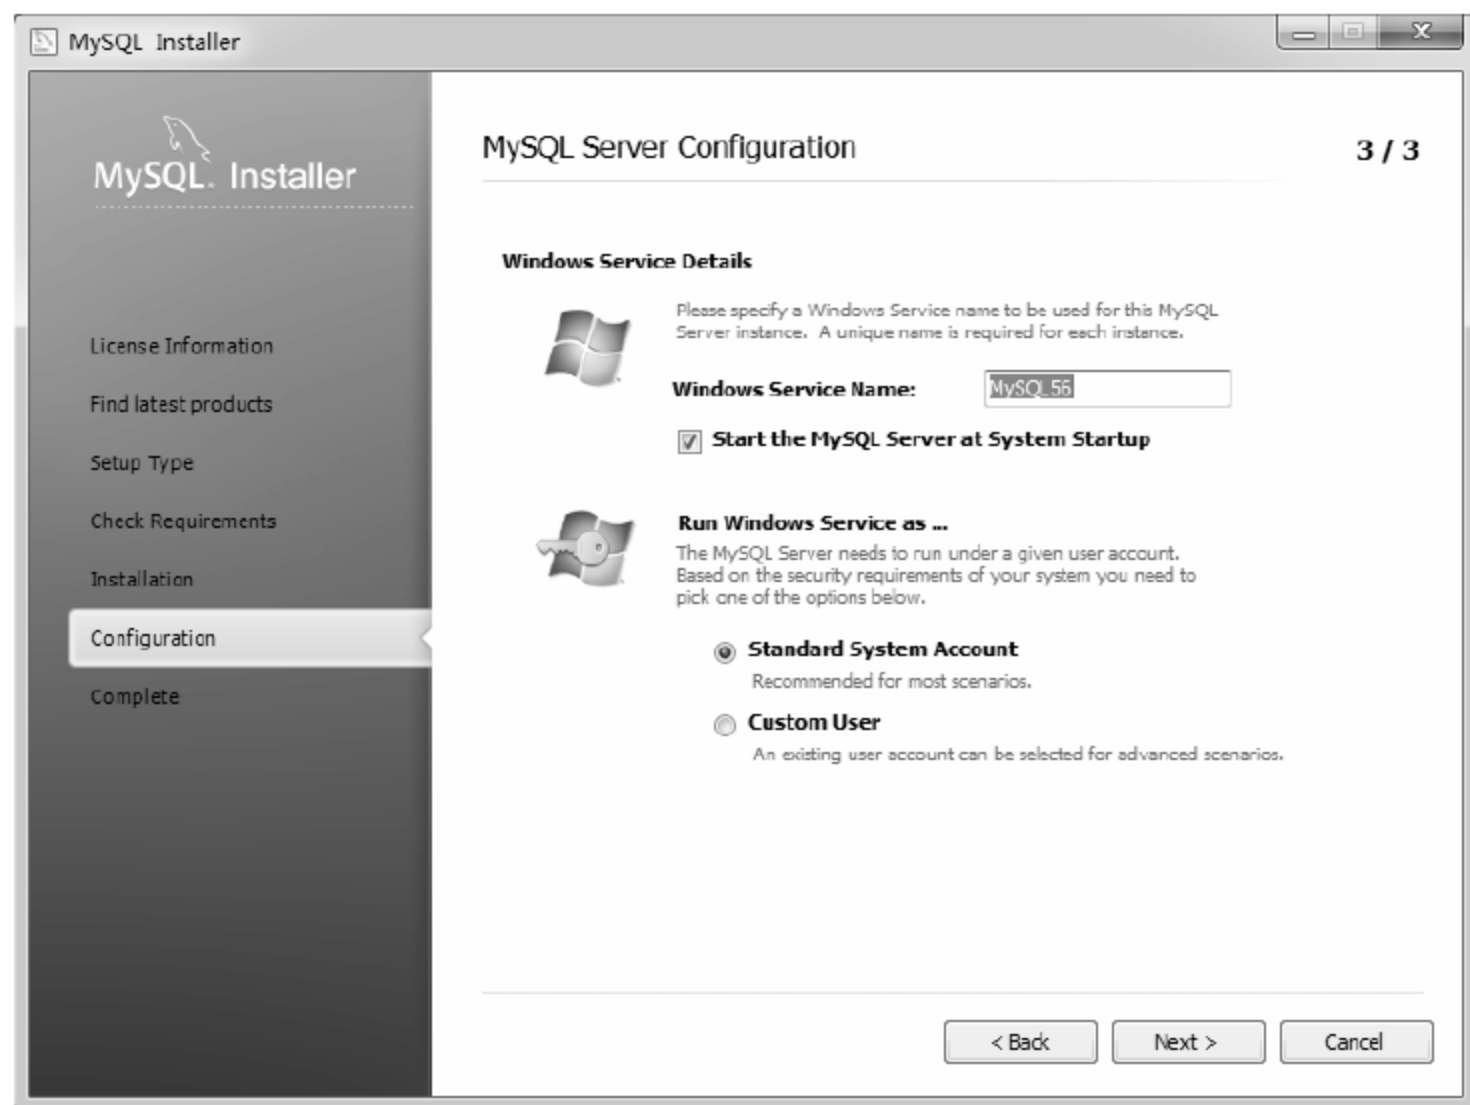 MySQL Installer
MySQL. Installer
License Information
Find latest products
Setup Type
Check Requirements
Installation
Configuration
Complete
MySQL Server Configuration
3 / 3
Windows Service Details
Please specify a Windows Service name to be used for this MySQL
Server instance. A unique name is required for each instance.
Windows Service Name:
MySQL56
Start the MySQL Server at System Startup
Run Windows Service as ...
The MySQL Server needs to run under a given user account.
Based on the security requirements of your system you need to
pick one of the options below.
Standard System Account
Recommended for most scenarios.
Custom User
An existing user account can be selected for advanced scenarios.
< Back
Next >
Cancel